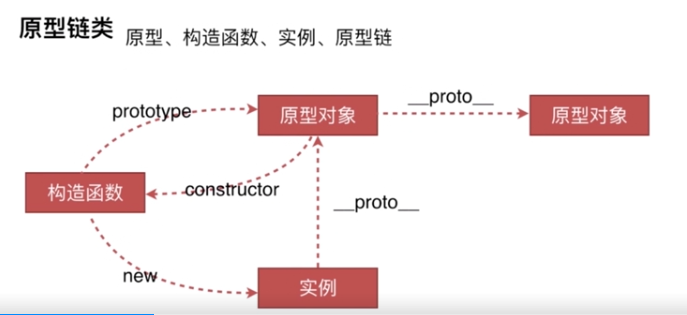 原型链类 原型、构造函数、实例、原型链
prototype
原型对象
__proto__
原型对象
构造函数
constructor
__proto__
new
实例